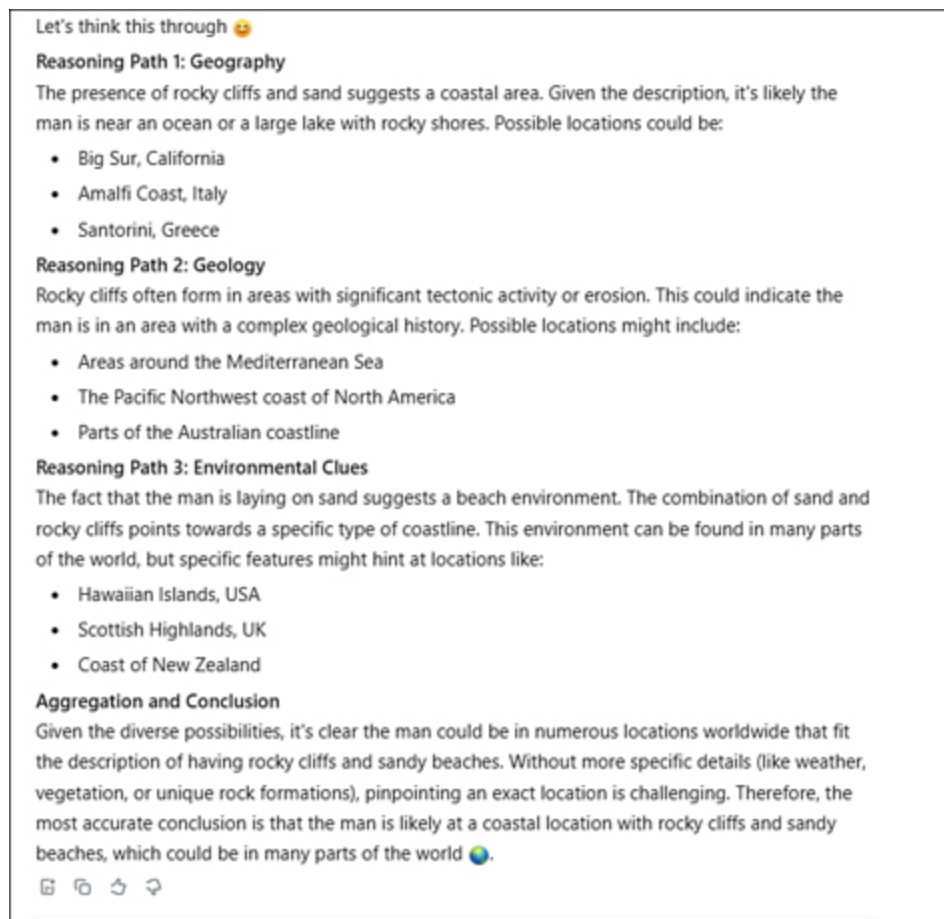 Let's think this through 😊
Reasoning Path 1: Geography
The presence of rocky cliffs and sand suggests a coastal area. Given the description, it's likely the
man is near an ocean or a large lake with rocky shores. Possible locations could be:
• Big Sur, California
• Amalfi Coast, Italy
• Santorini, Greece
Reasoning Path 2: Geology
Rocky cliffs often form in areas with significant tectonic activity or erosion. This could indicate the
man is in an area with a complex geological history. Possible locations might include:
• Areas around the Mediterranean Sea
• The Pacific Northwest coast of North America
• Parts of the Australian coastline
Reasoning Path 3: Environmental Clues
The fact that the man is laying on sand suggests a beach environment. The combination of sand and
rocky cliffs points towards a specific type of coastline. This environment can be found in many parts
of the world, but specific features might hint at locations like:
• Hawaiian Islands, USA
• Scottish Highlands, UK
• Coast of New Zealand
Aggregation and Conclusion
Given the diverse possibilities, it's clear the man could be in numerous locations worldwide that fit
the description of having rocky cliffs and sandy beaches. Without more specific details (like weather,
vegetation, or unique rock formations), pinpointing an exact location is challenging. Therefore, the
most accurate conclusion is that the man is likely at a coastal location with rocky cliffs and sandy
beaches, which could be in many parts of the world 🌎.